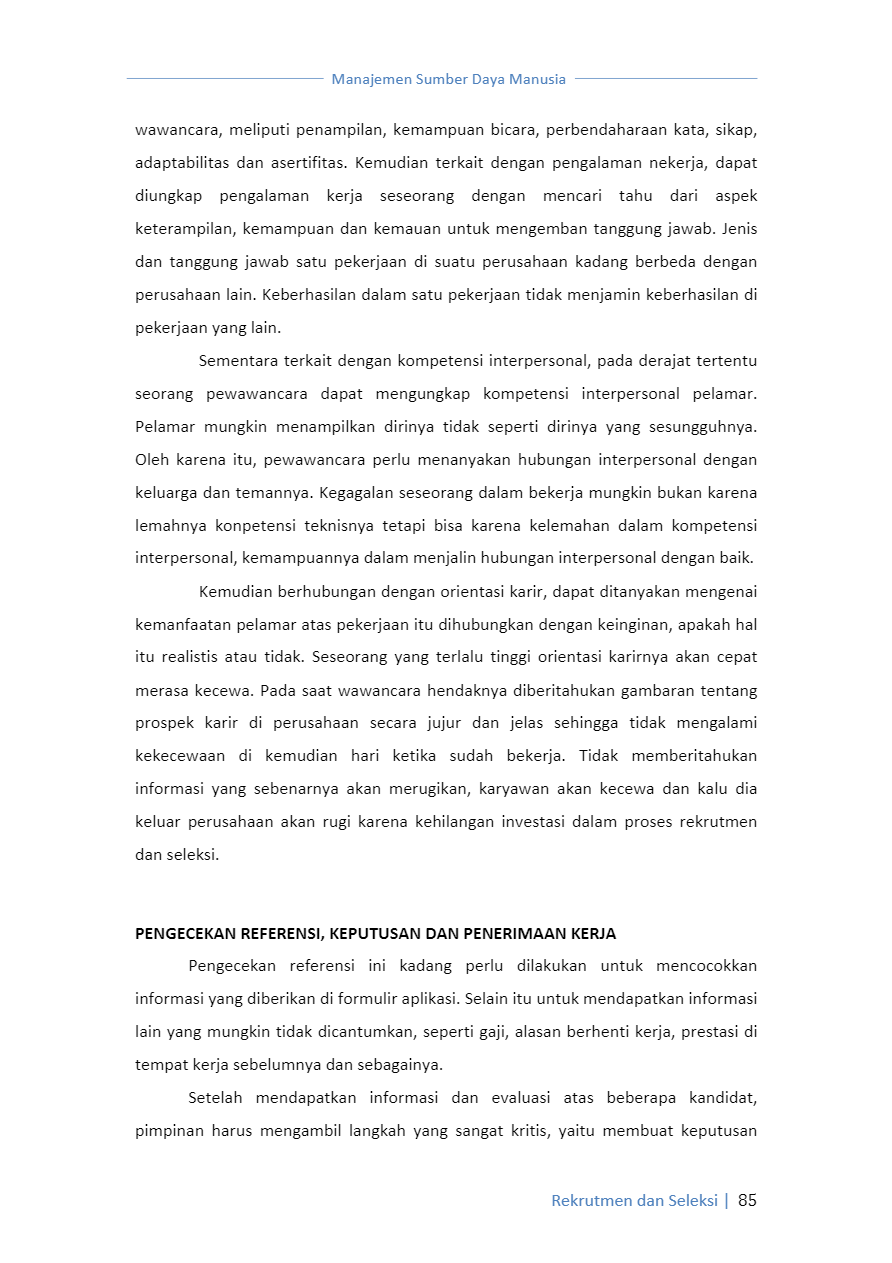 Manajemen Sumber Daya Manusia
wawancara, meliputi penampilan, kemampuan bicara, perbendaharaan kata, sikap,
adaptabilitas dan asertifitas. Kemudian terkait dengan pengalaman nekerja, dapat
diungkap pengalaman kerja seseorang dengan mencari tahu dari aspek
keterampilan, kemampuan dan kemauan untuk mengemban tanggung jawab. Jenis
dan tanggung jawab satu pekerjaan di suatu perusahaan kadang berbeda dengan
perusahaan lain. Keberhasilan dalam satu pekerjaan tidak menjamin keberhasilan di
pekerjaan yang lain.
Sementara terkait dengan kompetensi interpersonal, pada derajat tertentu
seorang pewawancara dapat mengungkap kompetensi interpersonal pelamar.
Pelamar mungkin menampilkan dirinya tidak seperti dirinya yang sesungguhnya.
Oleh karena itu, pewawancara perlu menanyakan hubungan interpersonal dengan
keluarga dan temannya. Kegagalan seseorang dalam bekerja mungkin bukan karena
lemahnya konpetensi teknisnya tetapi bisa karena kelemahan dalam kompetensi
interpersonal, kemampuannya dalam menjalin hubungan interpersonal dengan baik.
Kemudian berhubungan dengan orientasi karir, dapat ditanyakan mengenai
kemanfaatan pelamar atas pekerjaan itu dihubungkan dengan keinginan, apakah hal
itu realistis atau tidak. Seseorang yang terlalu tinggi orientasi karirnya akan cepat
merasa kecewa. Pada saat wawancara hendaknya diberitahukan gambaran tentang
prospek karir di perusahaan secara jujur dan jelas sehingga tidak mengalami
kekecewaan di kemudian hari ketika sudah bekerja. Tidak memberitahukan
informasi yang sebenarnya akan merugikan, karyawan akan kecewa dan kalu dia
keluar perusahaan akan rugi karena kehilangan investasi dalam proses rekrutmen
dan seleksi.
PENGECEKAN REFERENSI, KEPUTUSAN DAN PENERIMAAN KERJA
Pengecekan referensi ini kadang perlu dilakukan untuk mencocokkan
informasi yang diberikan di formulir aplikasi. Selain itu untuk mendapatkan informasi
lain yang mungkin tidak dicantumkan, seperti gaji, alasan berhenti kerja, prestasi di
tempat kerja sebelumnya dan sebagainya.
Setelah mendapatkan informasi dan evaluasi atas beberapa kandidat,
pimpinan harus mengambil langkah yang sangat kritis, yaitu membuat keputusan
Rekrutmen dan Seleksi | 85